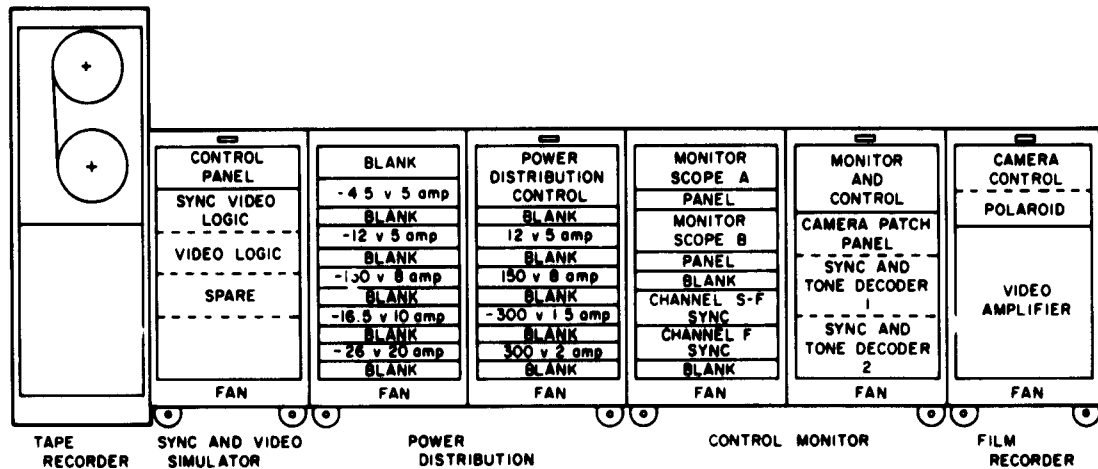 CONTROL
PANEL
SYNC VIDEO
LOGIC
VIDEO LOGIC
SPARE
FAN
BLANK
-4.5 v 5 amp
BLANK
-12 v 5 amp
BLANK
v 8 amp
BLANK
-16.5 v 10 amp
BLANK
-26 v 20 amp
BLANK
FAN
POWER
DISTRIBUTION
CONTROL
BLANK
12 v 5 amp
BLANK
150 v 8 amp
BLANK
-300 v 1.5 amp
BLANK
300 v 2 amp
BLANK
FAN
MONITOR
SCOPE A
PANEL
MONITOR
SCOPE B
PANEL
BLANK
CHANNEL S-F
SYNC
CHANNEL F
SYNC
BLANK
FAN
MONITOR
AND
CONTROL
CAMERA PATCH
PANEL
SYNC AND
TONE DECODER
1
SYNC AND
TONE DECODER
2
FAN
CAMERA
CONTROL
POLAROID
VIDEO
AMPLIFIER
FAN
TAPE
RECORDER
SYNC AND VIDEO
SIMULATOR
POWER
DISTRIBUTION
CONTROL MONITOR
FILM
RECORDER